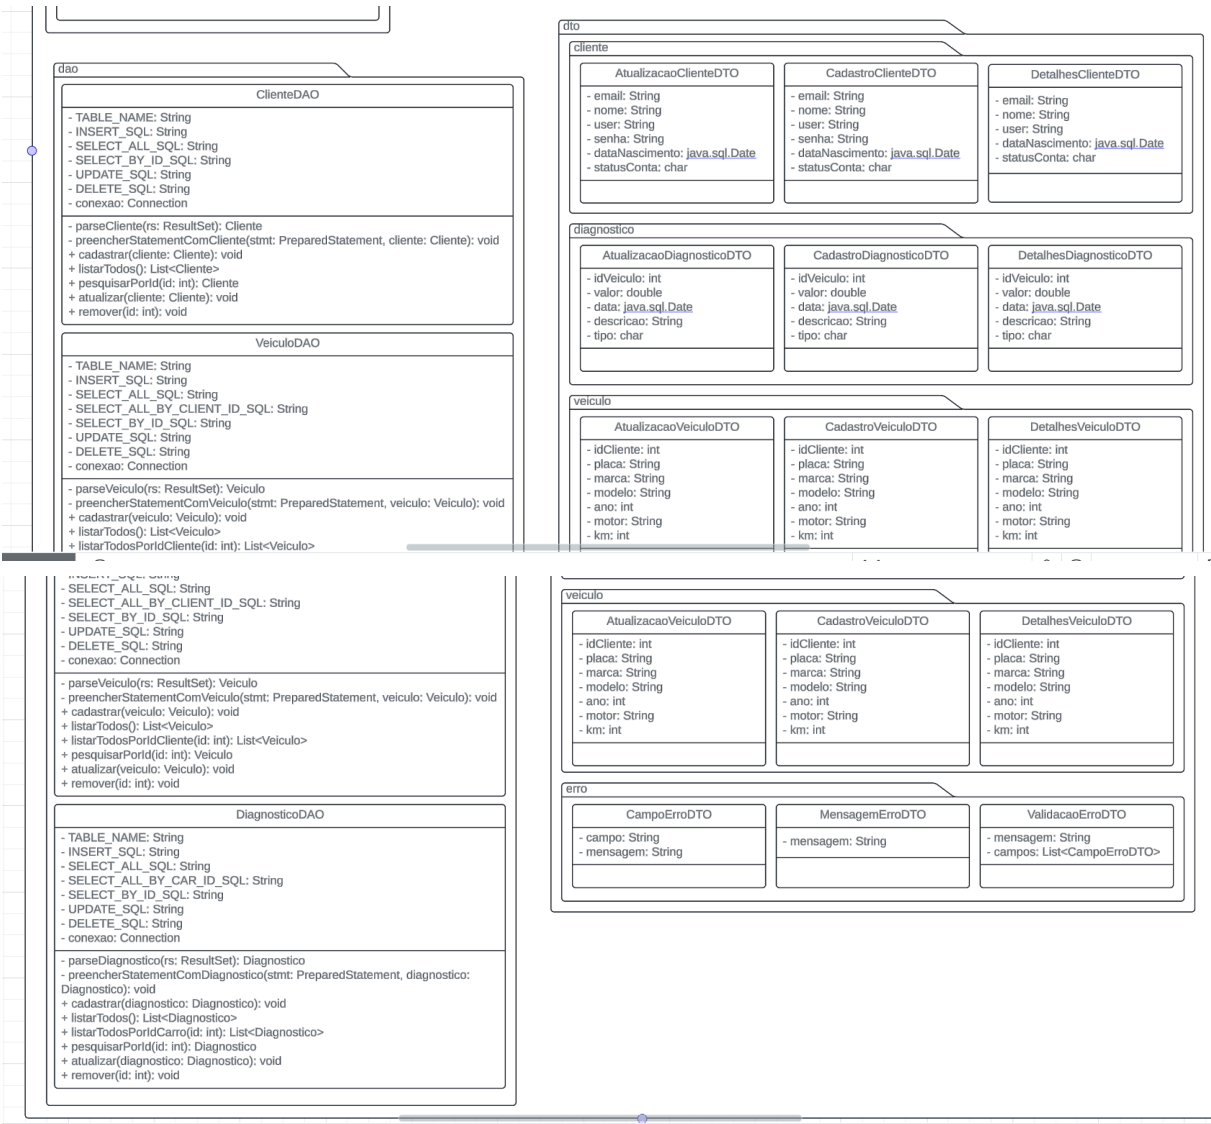 dao
ClienteDAO
- TABLE_NAME: String
- INSERT_SQL: String
- SELECT_ALL_SQL: String
- SELECT_BY_ID_SQL: String
- UPDATE_SQL: String
- DELETE_SQL: String
- conexao: Connection
- parseCliente(rs: ResultSet): Cliente
- preencherStatementComCliente(stmt: PreparedStatement, cliente: Cliente): void
+ cadastrar(cliente: Cliente): void
+ listarTodos(): List<Cliente>
+ pesquisarPorId(id: int): Cliente
+ atualizar(cliente: Cliente): void
+ remover(id: int): void
VeiculoDAO
- TABLE_NAME: String
- INSERT_SQL: String
- SELECT_ALL_SQL: String
- SELECT_ALL_BY_CLIENT_ID_SQL: String
- SELECT_BY_ID_SQL: String
- UPDATE_SQL: String
- DELETE_SQL: String
- conexao: Connection
- parseVeiculo(rs: ResultSet): Veiculo
- preencherStatementComVeiculo(stmt: PreparedStatement, veiculo: Veiculo): void
+ cadastrar(veiculo: Veiculo): void
+ listarTodos(): List<Veiculo>
+ listarTodosPorIdCliente(id: int): List<Veiculo>
dto
cliente
AtualizacaoClienteDTO
- email: String
- nome: String
- user: String
- senha: String
- dataNascimento: java.sql.Date
- statusConta: char
CadastroClienteDTO
- email: String
- nome: String
- user: String
- senha: String
- dataNascimento: java.sql.Date
- statusConta: char
DetalhesClienteDTO
- email: String
- nome: String
- user: String
- dataNascimento: java.sql.Date
- statusConta: char
diagnostico
AtualizacaoDiagnosticoDTO
- idVeiculo: int
- valor: double
- data: java.sql.Date
- descricao: String
- tipo: char
CadastroDiagnosticoDTO
- idVeiculo: int
- valor: double
- data: java.sql.Date
- descricao: String
- tipo: char
DetalhesDiagnosticoDTO
- idVeiculo: int
- valor: double
- data: java.sql.Date
- descricao: String
- tipo: char
veiculo
AtualizacaoVeiculoDTO
- idCliente: int
- placa: String
- marca: String
- modelo: String
- ano: int
- motor: String
- km: int
CadastroVeiculoDTO
- idCliente: int
- placa: String
- marca: String
- modelo: String
- ano: int
- motor: String
- km: int
DetalhesVeiculoDTO
- idCliente: int
- placa: String
- marca: String
- modelo: String
- ano: int
- motor: String
- km: int
- INSERT_SQL: String
- SELECT_ALL_SQL: String
- SELECT_ALL_BY_CLIENT_ID_SQL: String
- SELECT_BY_ID_SQL: String
- UPDATE_SQL: String
- DELETE_SQL: String
- conexao: Connection
- parseVeiculo(rs: ResultSet): Veiculo
- preencherStatementComVeiculo(stmt: PreparedStatement, veiculo: Veiculo): void
+ cadastrar(veiculo: Veiculo): void
+ listarTodos(): List<Veiculo>
+ listarTodosPorIdCliente(id: int): List<Veiculo>
+ pesquisarPorId(id: int): Veiculo
+ atualizar(veiculo: Veiculo): void
+ remover(id: int): void
DiagnosticoDAO
- TABLE_NAME: String
- INSERT_SQL: String
- SELECT_ALL_SQL: String
- SELECT_ALL_BY_CAR_ID_SQL: String
- SELECT_BY_ID_SQL: String
- UPDATE_SQL: String
- DELETE_SQL: String
- conexao: Connection
- parseDiagnostico(rs: ResultSet): Diagnostico
- preencherStatementComDiagnostico(stmt: PreparedStatement, diagnostico:
Diagnostico): void
+ cadastrar(diagnostico: Diagnostico): void
+ listarTodos(): List<Diagnostico>
+ listarTodosPorIdCarro(id: int): List<Diagnostico>
+ pesquisarPorId(id: int): Diagnostico
+ atualizar(diagnostico: Diagnostico): void
+ remover(id: int): void
veiculo
AtualizacaoVeiculoDTO
- idCliente: int
- placa: String
- marca: String
- modelo: String
- ano: int
- motor: String
- km: int
CadastroVeiculoDTO
- idCliente: int
- placa: String
- marca: String
- modelo: String
- ano: int
- motor: String
- km: int
DetalhesVeiculoDTO
- idCliente: int
- placa: String
- marca: String
- modelo: String
- ano: int
- motor: String
- km: int
erro
CampoErroDTO
- campo: String
- mensagem: String
MensagemErroDTO
- mensagem: String
ValidacaoErroDTO
- mensagem: String
- campos: List<CampoErroDTO>